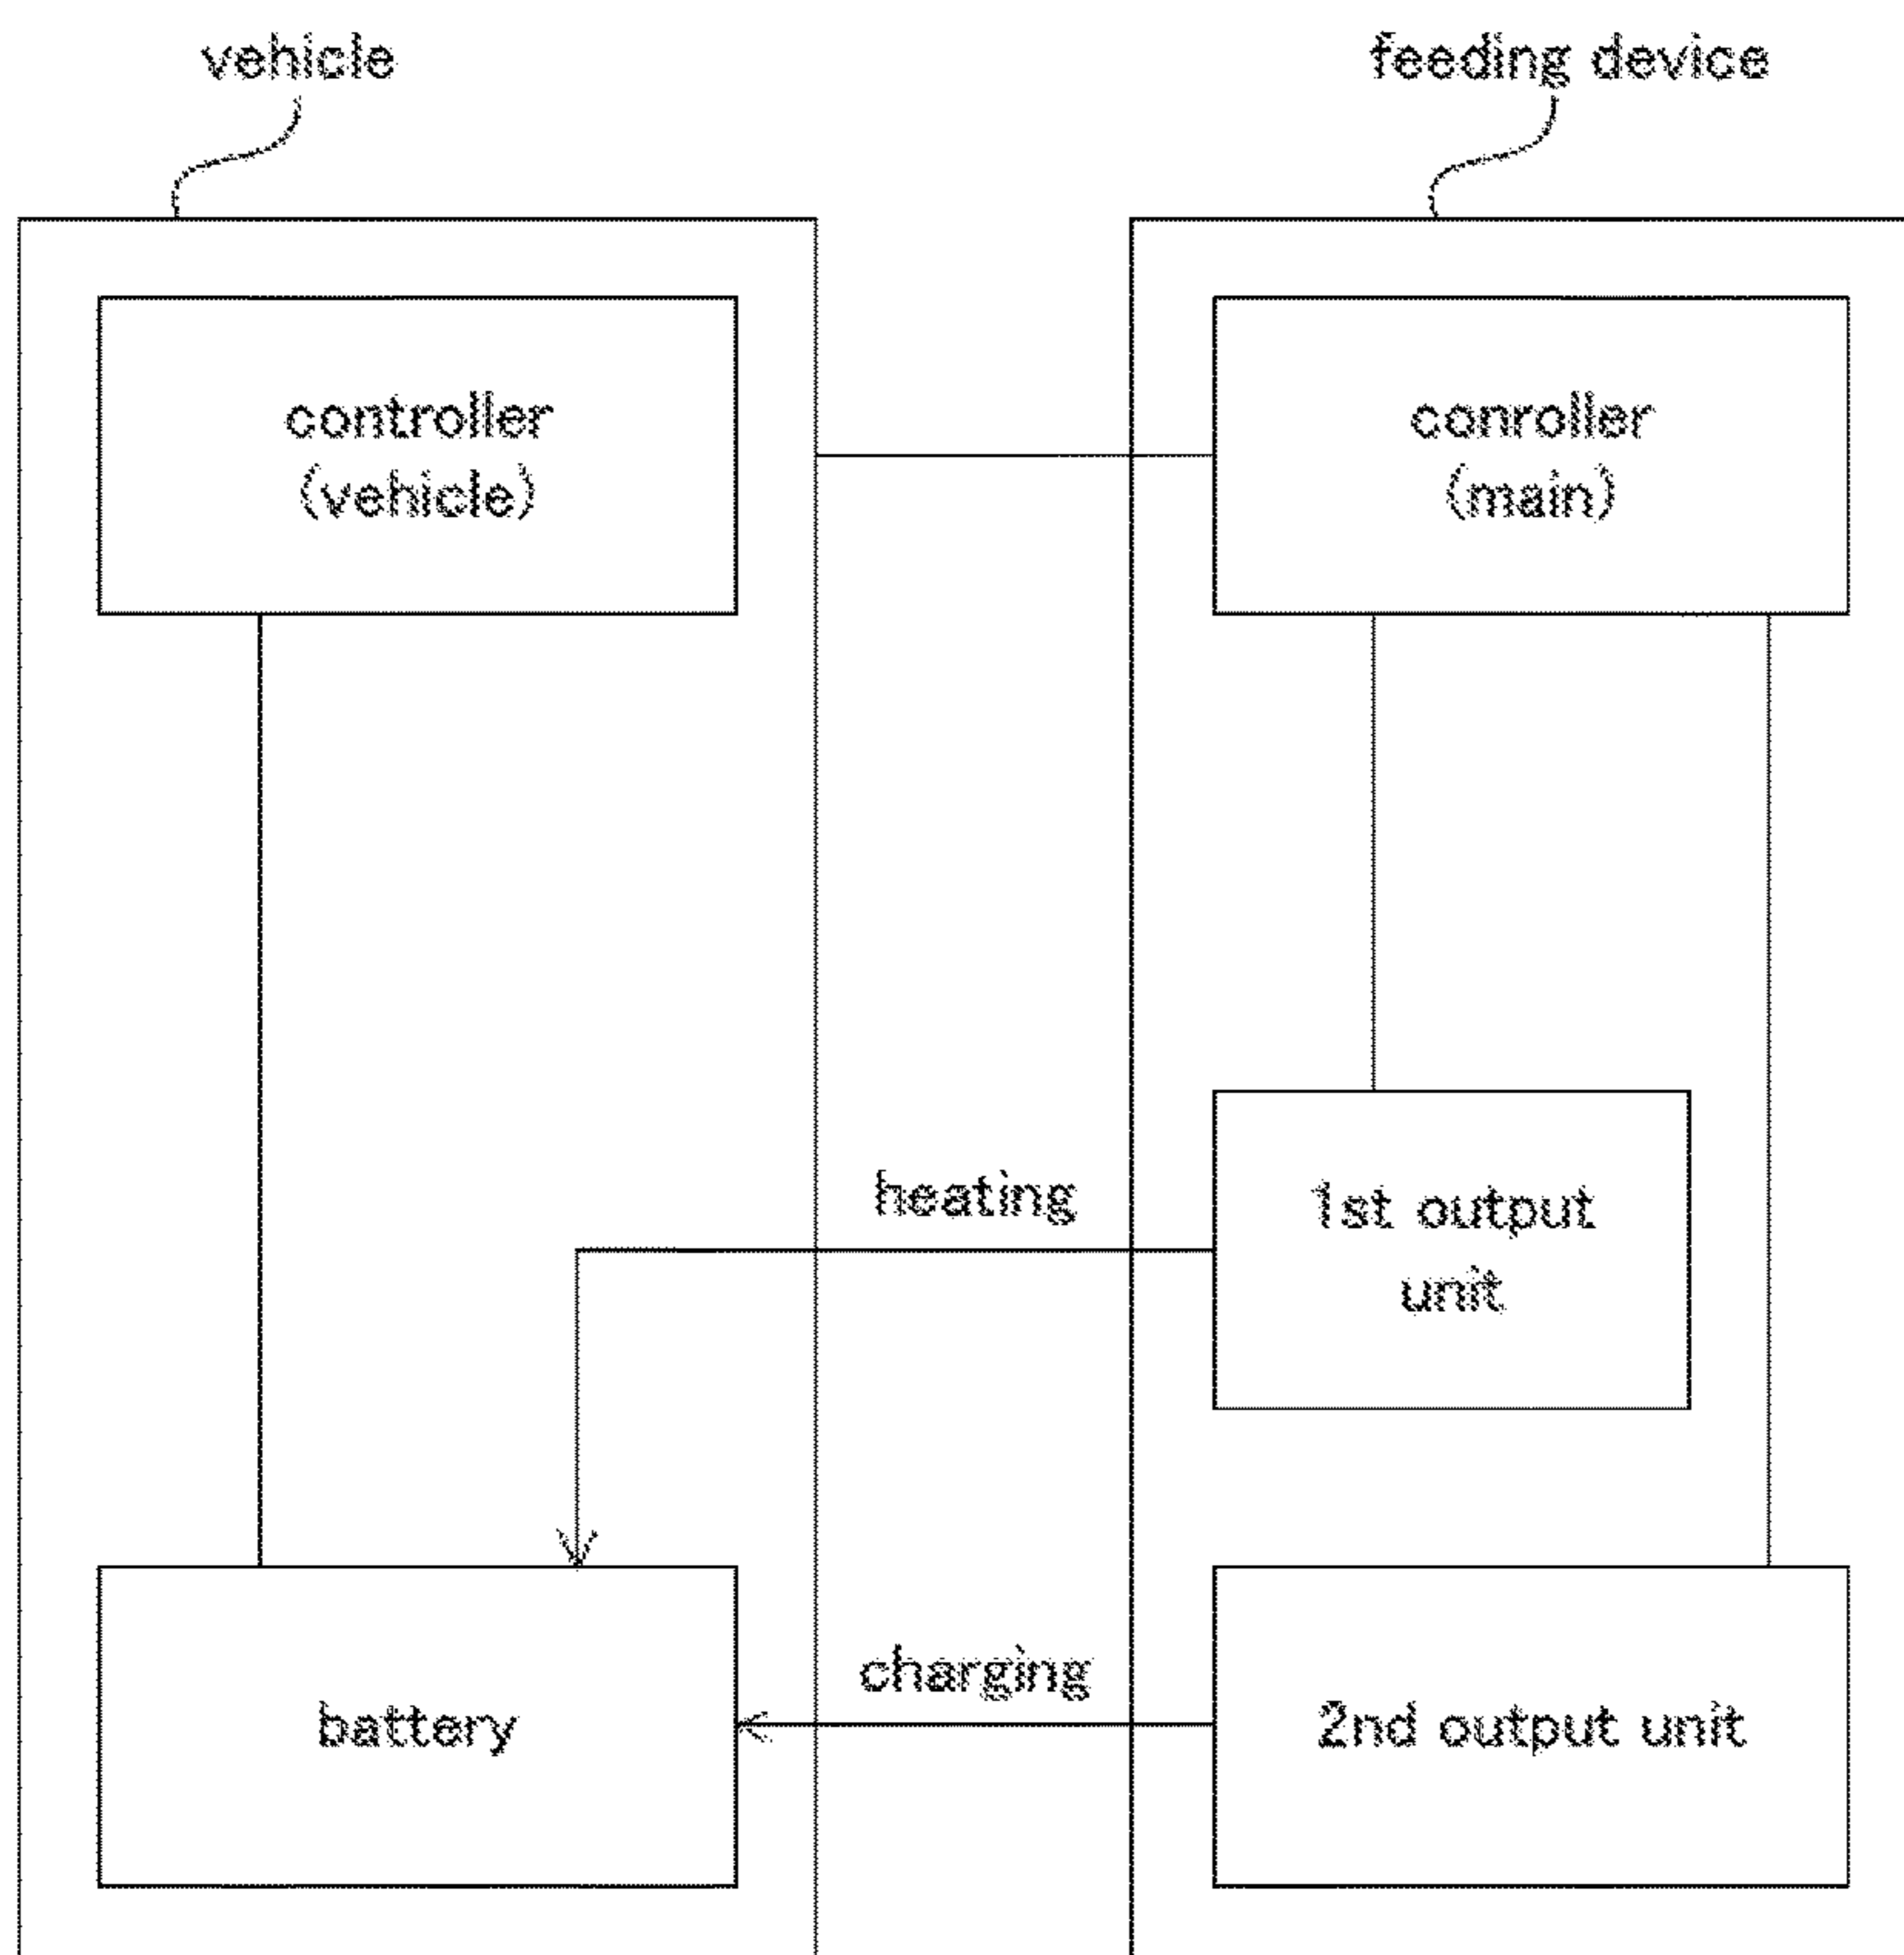 vehicle
feeding device
controller
(vehicle)
conroller
(main)
heating
1st output
unit
charging
battery
2nd output unit